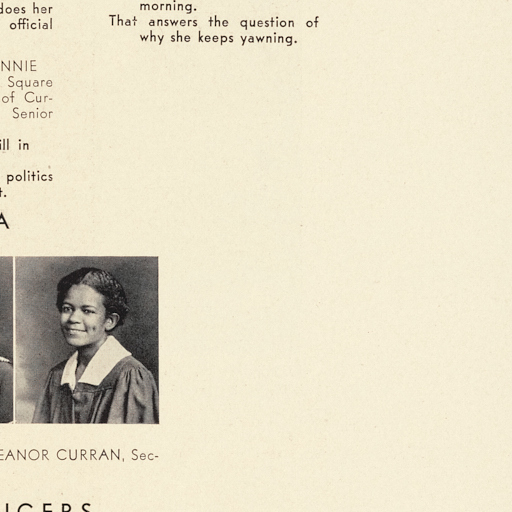 does her
official
NNIE
Square
of Cur-
Senior
ill in
politics
t.
A
morning.
That answers the question of
why she keeps yawning.
EANOR CURRAN, Sec-
ICERS